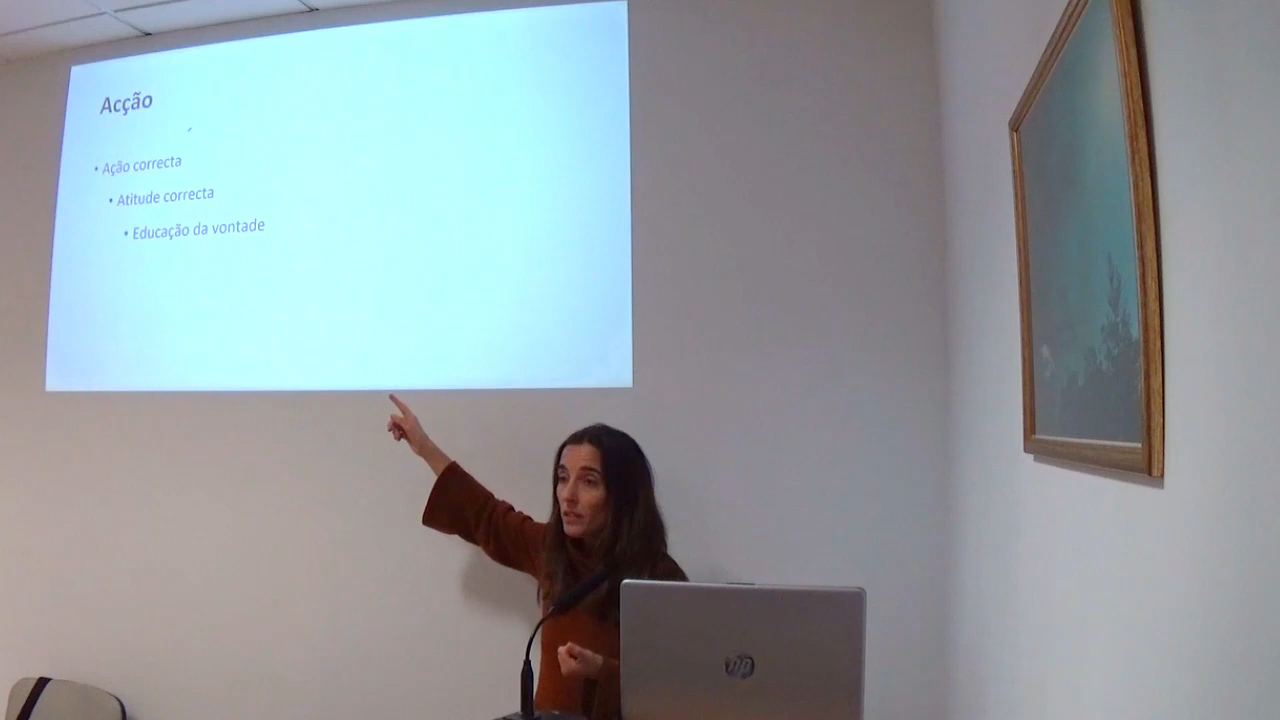 Acção
• Ação correcta
• Atitude correcta
• Educação da vontade
hp